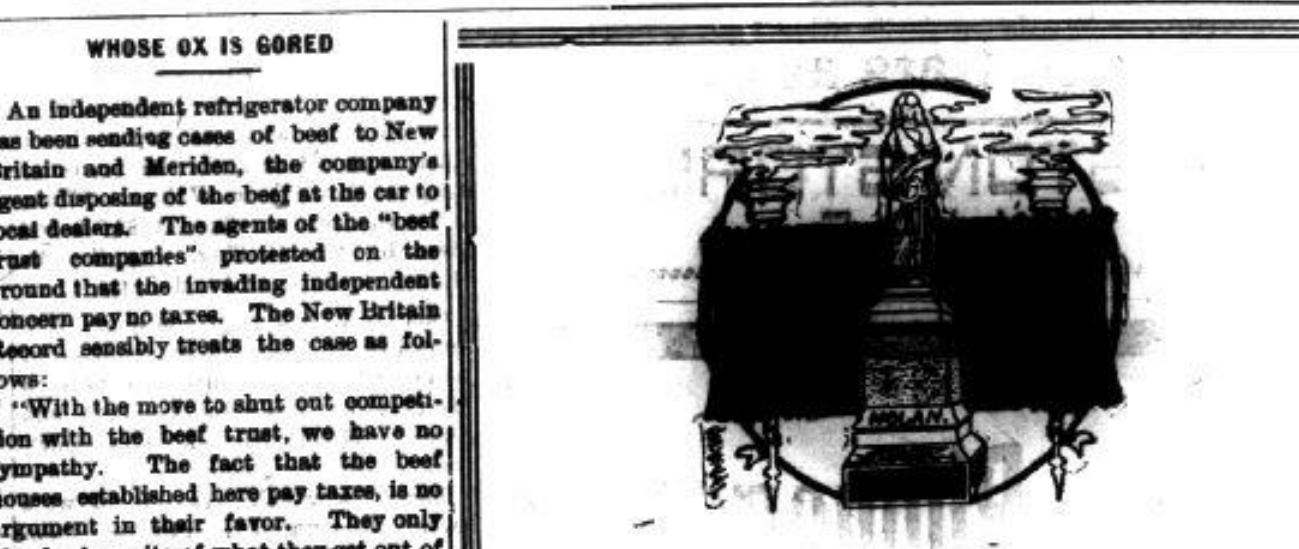 WHOSE OX IS GORED
An independent refrigerator company
as been sending cases of beef to New
ritain and Meriden, the company's
gent disposing of the beef at the car to
ocal dealers. The agents of the "beef
rust companies" protested on the
round that the invading independent
oncern pay no taxes. The New Britain
Record sensibly treats the case as fol-
ows:
"With the move to shut out competi-
ion with the beef trust, we have no
ympathy. The fact that the beef
ouses established here pay taxes, is no
rgument in their favor. They only
NOLAN.